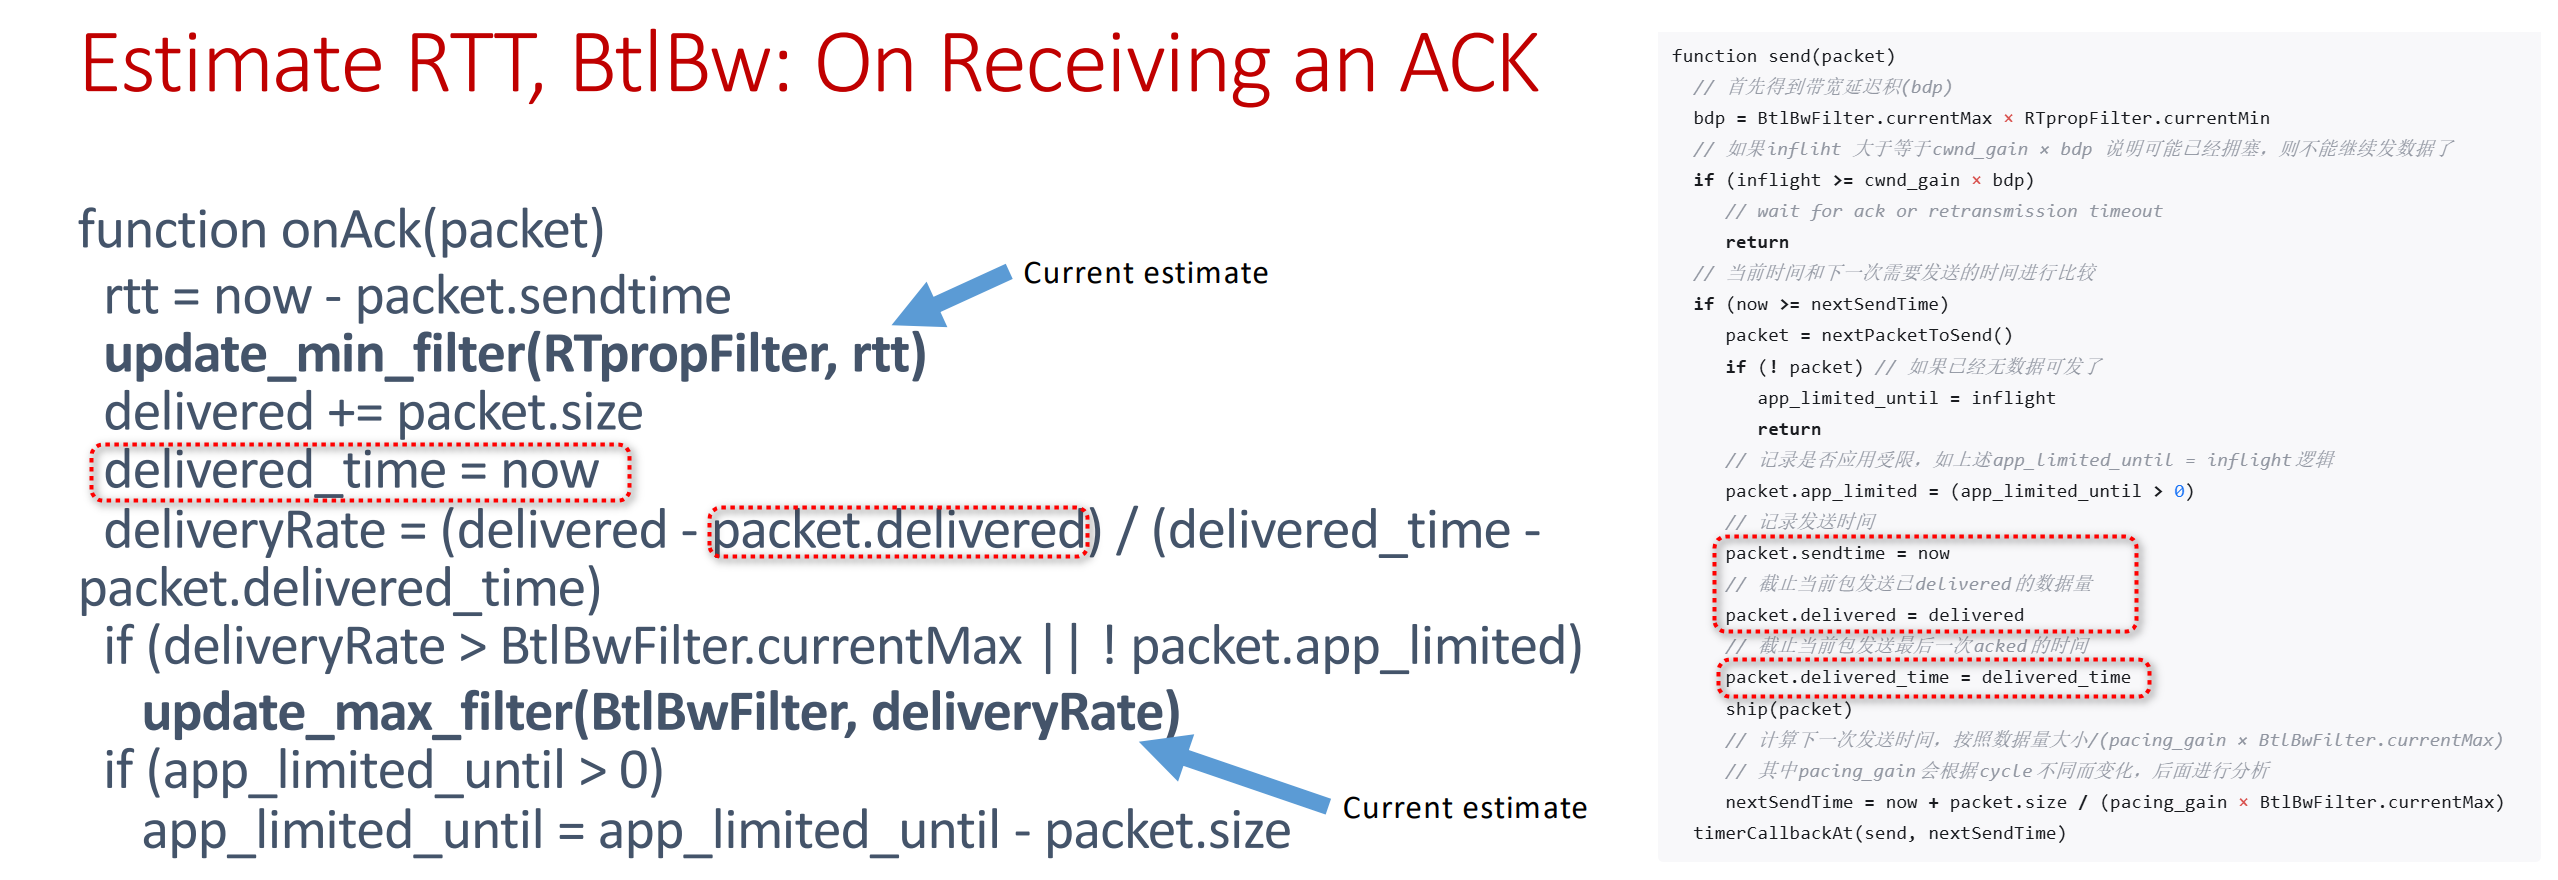 Estimate RTT, BtlBw: On Receiving an ACK
function onAck(packet)
rtt = now - packet.sendtime
update_min_filter(RTpropFilter, rtt)
delivered += packet.size
delivered_time = now
deliveryRate = (delivered - packet.delivered) / (delivered_time -
packet.delivered_time)
if (deliveryRate > BtlBwFilter.currentMax || ! packet.app_limited)
update_max_filter(BtlBwFilter, deliveryRate)
if (app_limited_until > 0)
app_limited_until = app_limited_until - packet.size
Current estimate
Current estimate
function send(packet)
// 首先得到带宽延迟积(bdp)
bdp = BtlBwFilter.currentMax × RTpropFilter.currentMin
// 如果infliht 大于等于cwnd_gain × bdp 说明可能已经拥塞，则不能继续发数据了
if (inflight >= cwnd_gain × bdp)
// wait for ack or retransmission timeout
return
// 当前时间和下一次需要发送的时间进行比较
if (now >= nextSendTime)
packet = nextPacketToSend()
if (! packet) // 如果已经无数据可发了
app_limited_until = inflight
return
// 记录是否应用受限，如上述app_limited_until = inflight逻辑
packet.app_limited = (app_limited_until > 0)
// 记录发送时间
packet.sendtime = now
// 截止当前包发送已delivered的数据量
packet.delivered = delivered
// 截止当前包发送最后一次acked的时间
packet.delivered_time = delivered_time
ship(packet)
// 计算下一次发送时间，按照数据量大小/(pacing_gain × BtlBwFilter.currentMax)
// 其中pacing_gain会根据cycle不同而变化，后面进行分析
nextSendTime = now + packet.size / (pacing_gain × BtlBwFilter.currentMax)
timerCallbackAt(send, nextSendTime)